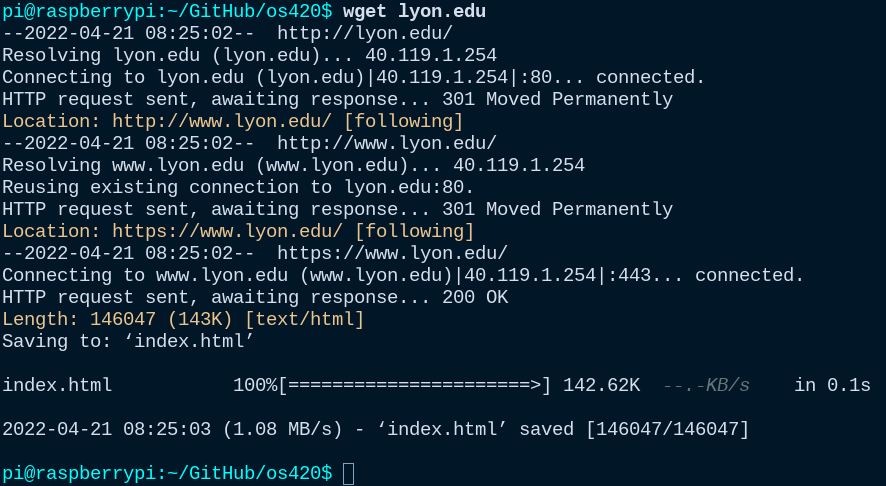 pi@raspberrypi:~/GitHub/os420$ wget lyon.edu
--2022-04-21 08:25:02--  http://lyon.edu/
Resolving lyon.edu (lyon.edu)... 40.119.1.254
Connecting to lyon.edu (lyon.edu)|40.119.1.254|:80... connected.
HTTP request sent, awaiting response... 301 Moved Permanently
Location: http://www.lyon.edu/ [following]
--2022-04-21 08:25:02--  http://www.lyon.edu/
Resolving www.lyon.edu (www.lyon.edu)... 40.119.1.254
Reusing existing connection to lyon.edu:80.
HTTP request sent, awaiting response... 301 Moved Permanently
Location: https://www.lyon.edu/ [following]
--2022-04-21 08:25:02--  https://www.lyon.edu/
Connecting to www.lyon.edu (www.lyon.edu)|40.119.1.254|:443... connected.
HTTP request sent, awaiting response... 200 OK
Length: 146047 (143K) [text/html]
Saving to: ‘index.html’
index.html           100%[======================>] 142.62K  --.-KB/s    in 0.1s
2022-04-21 08:25:03 (1.08 MB/s) - ‘index.html’ saved [146047/146047]
pi@raspberrypi:~/GitHub/os420$